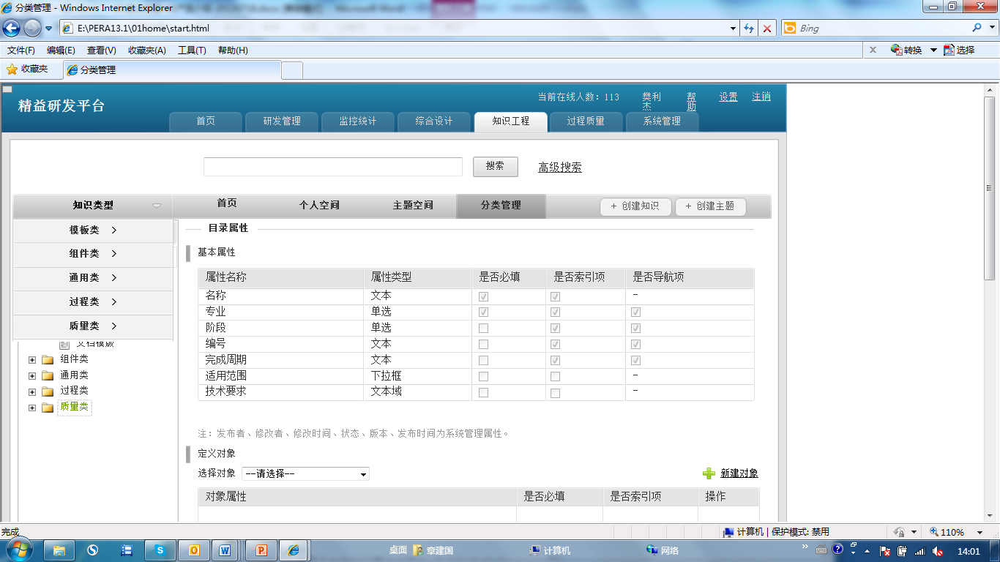 分类管理 - Windows Internet Explorer
E:\PERA13.1\01home\start.html
Bing
文件(F) 编辑(E) 查看(V) 收藏夹(A) 工具(T) 帮助(H)
转换 选择
收藏夹 分类管理
精益研发平台
当前在线人数: 113 樊利杰 帮助 设置 注销
首页 研发管理 监控统计 综合设计 知识工程 过程质量 系统管理
搜索 高级搜索
知识类型 首页 个人空间 主题空间 分类管理 + 创建知识 + 创建主题
模板类 >
组件类 >
通用类 >
过程类 >
质量类 >
文档模版
组件类
通用类
过程类
质量类
目录属性
基本属性
属性名称 属性类型 是否必填 是否索引项 是否导航项
名称 文本 -
专业 单选
阶段 单选
编号 文本
完成周期 文本
适用范围 下拉框 -
技术要求 文本域 -
注: 发布者、修改者、修改时间、状态、版本、发布时间为系统管理属性。
定义对象
选择对象 --请选择-- 新建对象
对象属性 是否必填 是否索引项 操作
完成 计算机 | 保护模式: 禁用 110%
桌面 章建国 计算机 网络 14:01